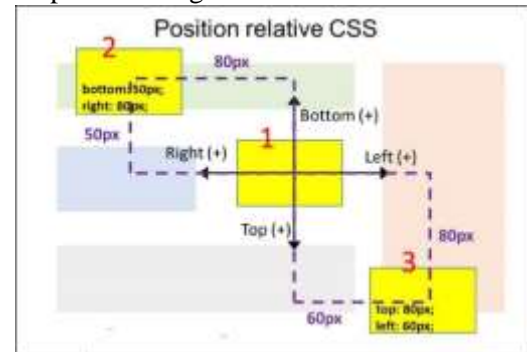 Position relative CSS
2
80px
bottom: 50px;
right: 80px;
Bottom (+)
50px
1
Right (+)
Left (+)
Top (+)
80px
3
top: 80px;
left: 60px;
60px